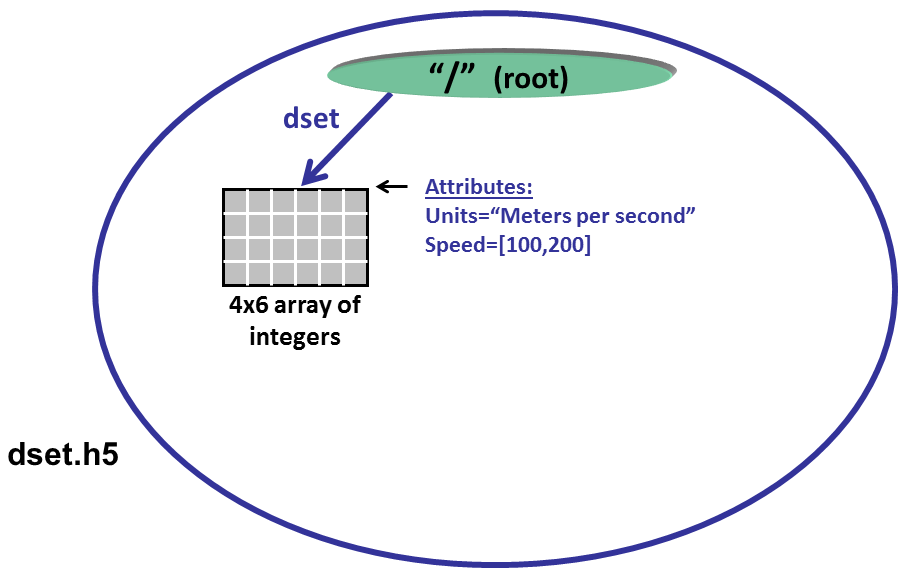 “/” (root)
dset
Attributes:
Units=“Meters per second”
Speed=[100,200]
4x6 array of
integers
dset.h5